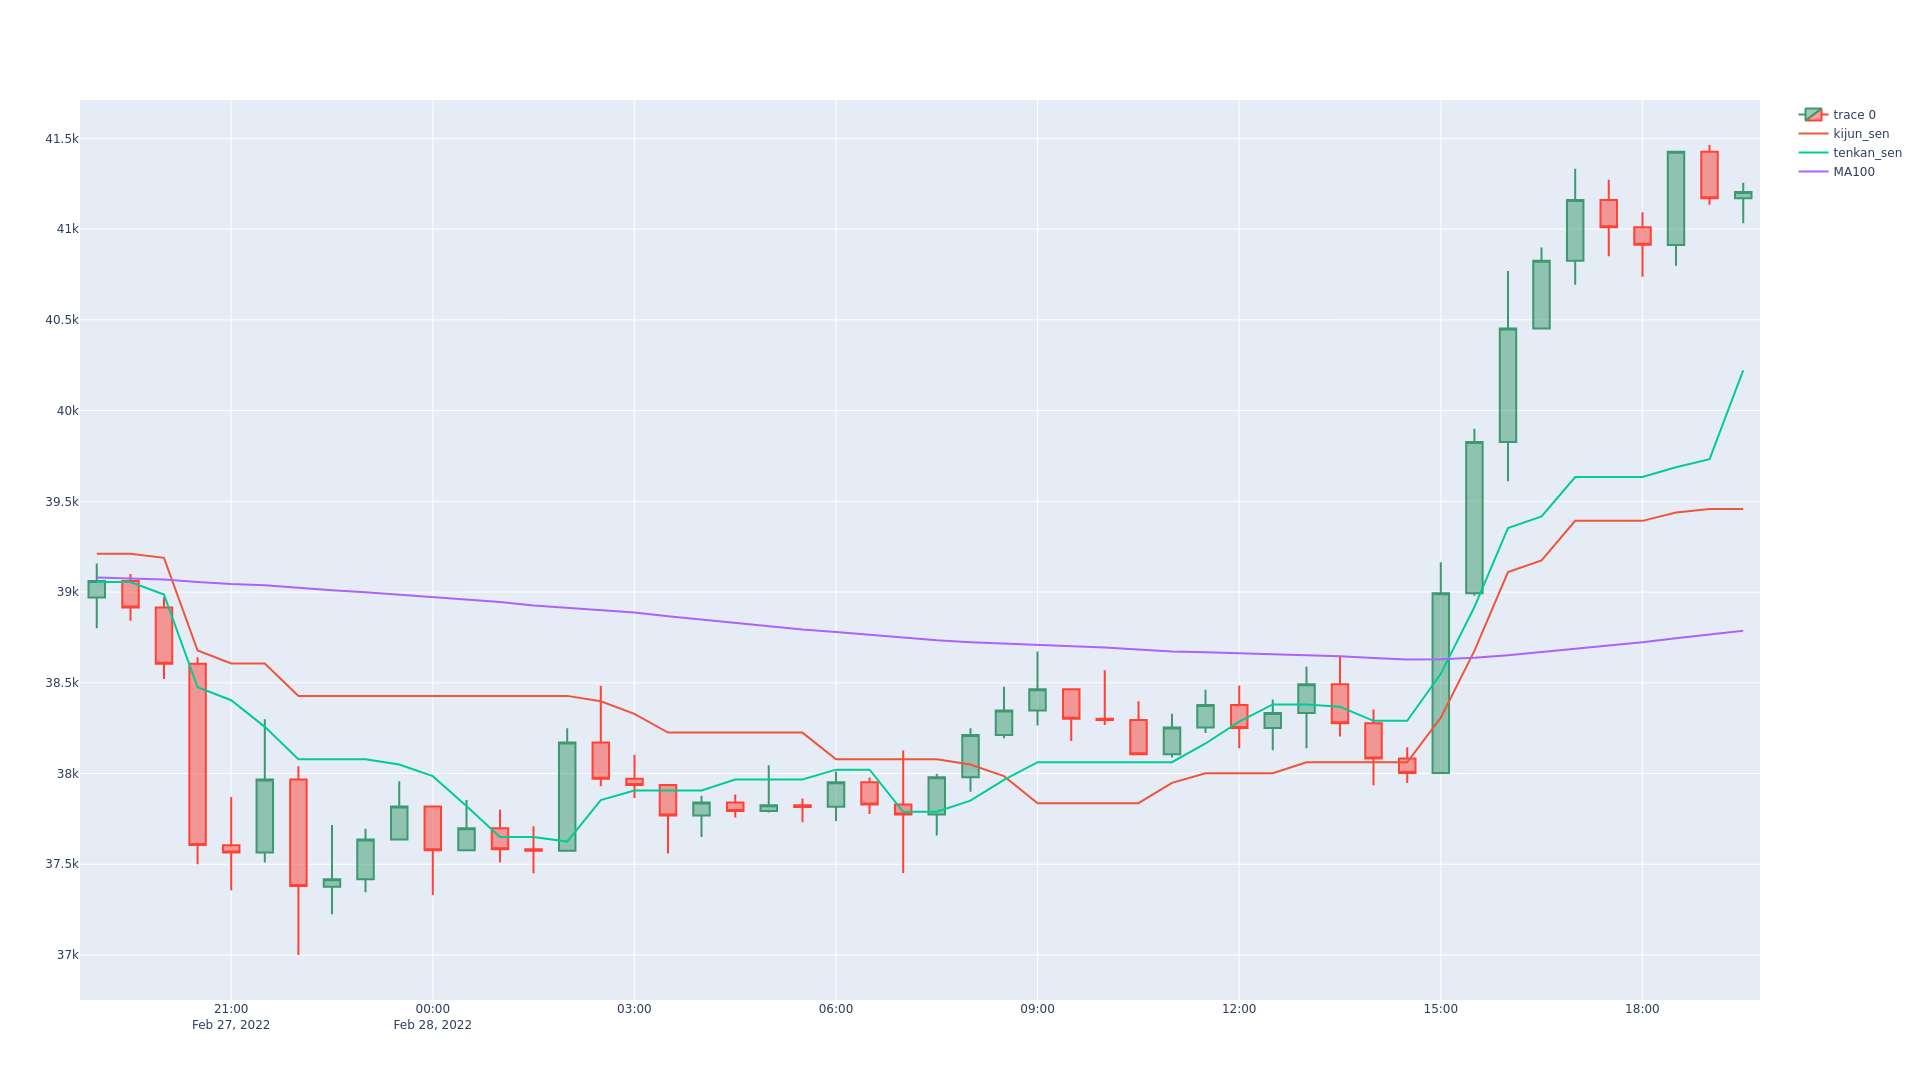 trace 0
kijun_sen
tenkan_sen
MA100
41.5k
41k
40.5k
40k
39.5k
39k
38.5k
38k
37.5k
37k
21:00
Feb 27, 2022
00:00
Feb 28, 2022
03:00
06:00
09:00
12:00
15:00
18:00